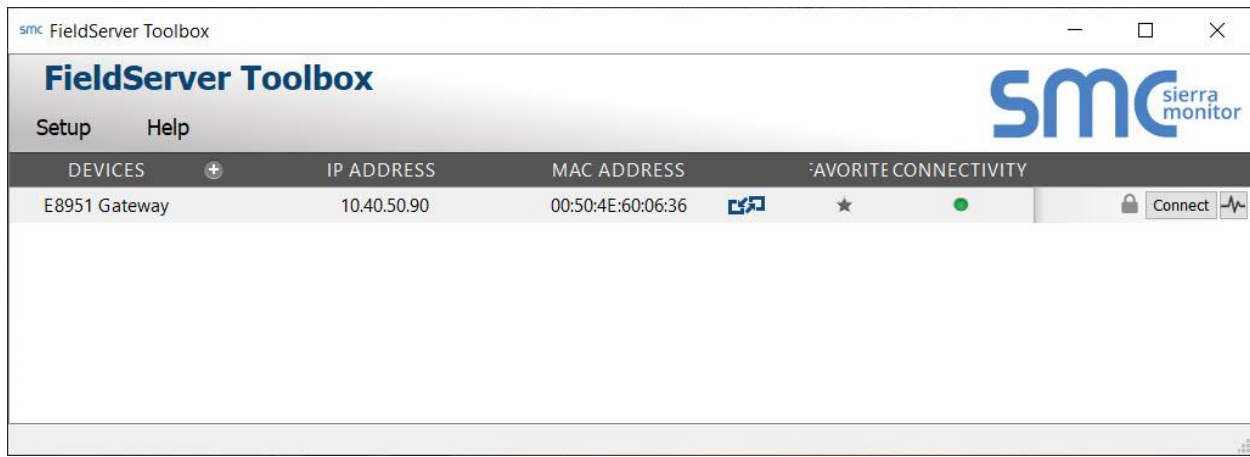 smc FieldServer Toolbox
FieldServer Toolbox
smc sierra monitor
Setup Help
DEVICES IP ADDRESS MAC ADDRESS FAVORITE CONNECTIVITY
E8951 Gateway 10.40.50.90 00:50:4E:60:06:36 Connect